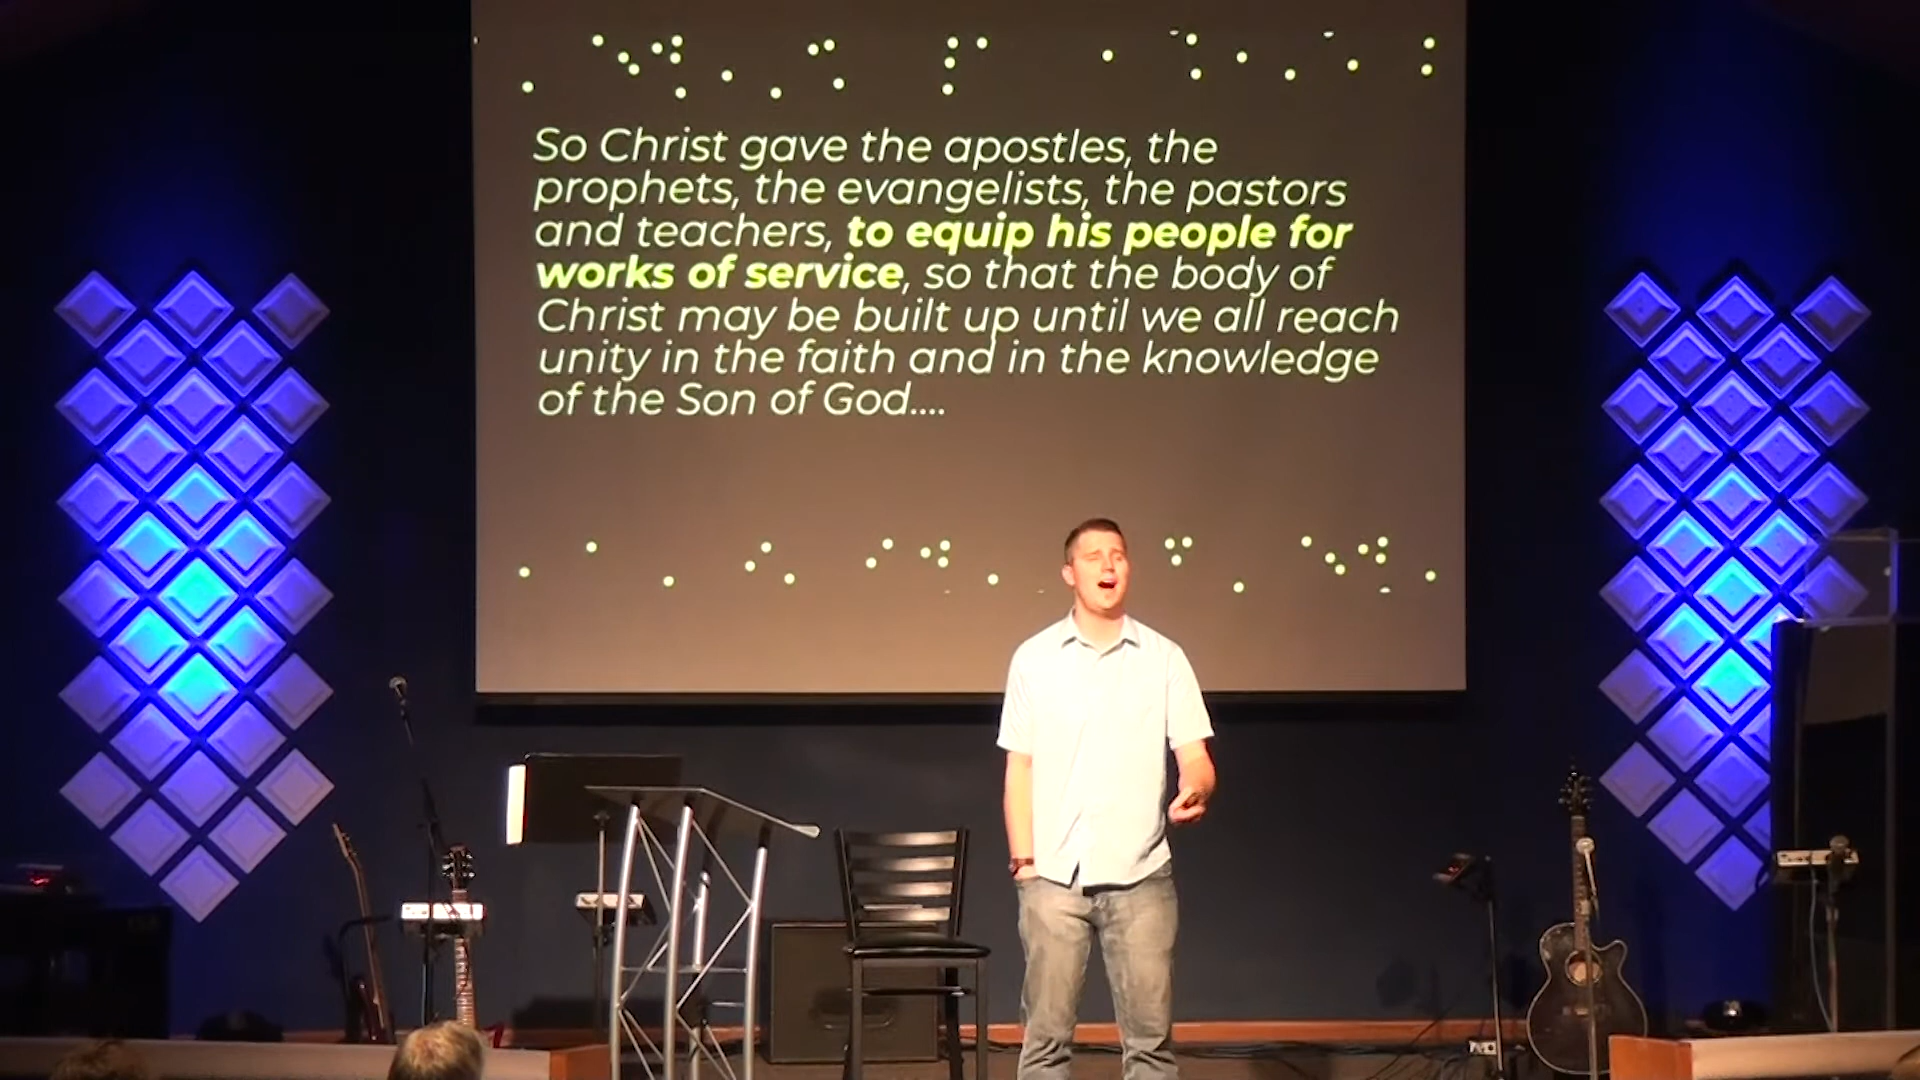 So Christ gave the apostles, the
prophets, the evangelists, the pastors
and teachers, to equip his people for
works of service, so that the body of
Christ may be built up until we all reach
unity in the faith and in the knowledge
of the Son of God....